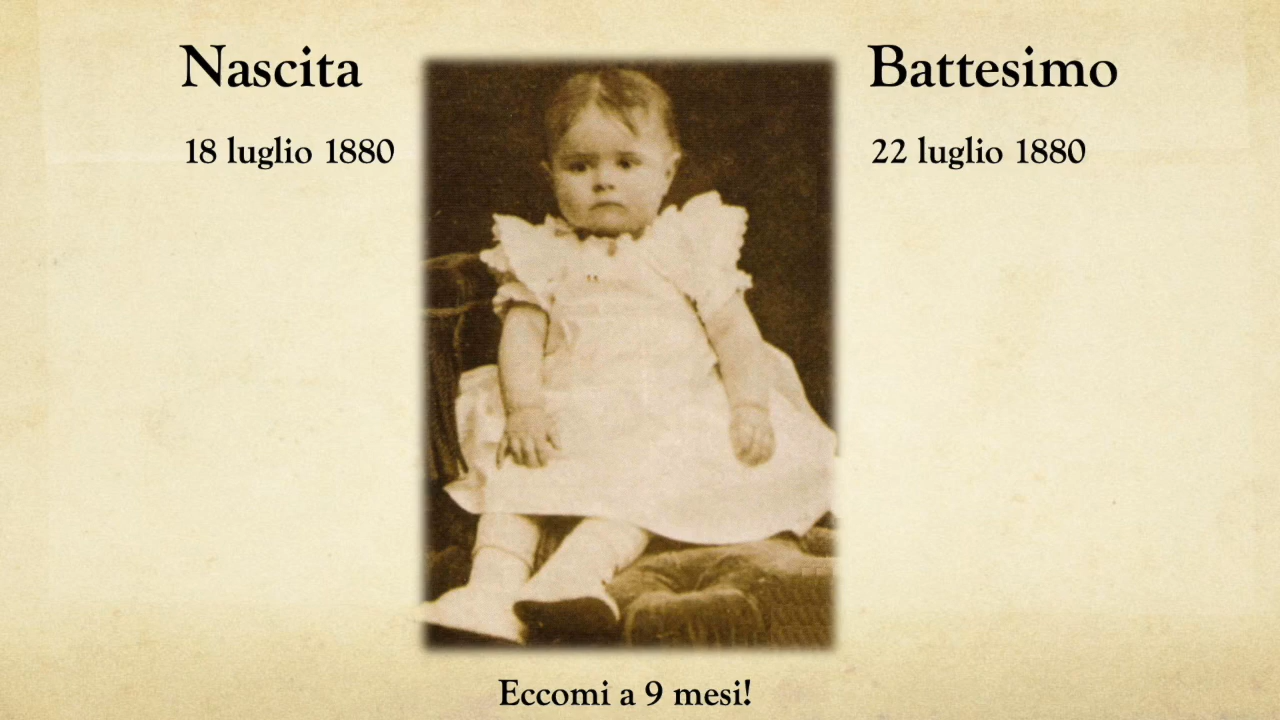 Nascita
18 luglio 1880
Battesimo
22 luglio 1880
Eccomi a 9 mesi!